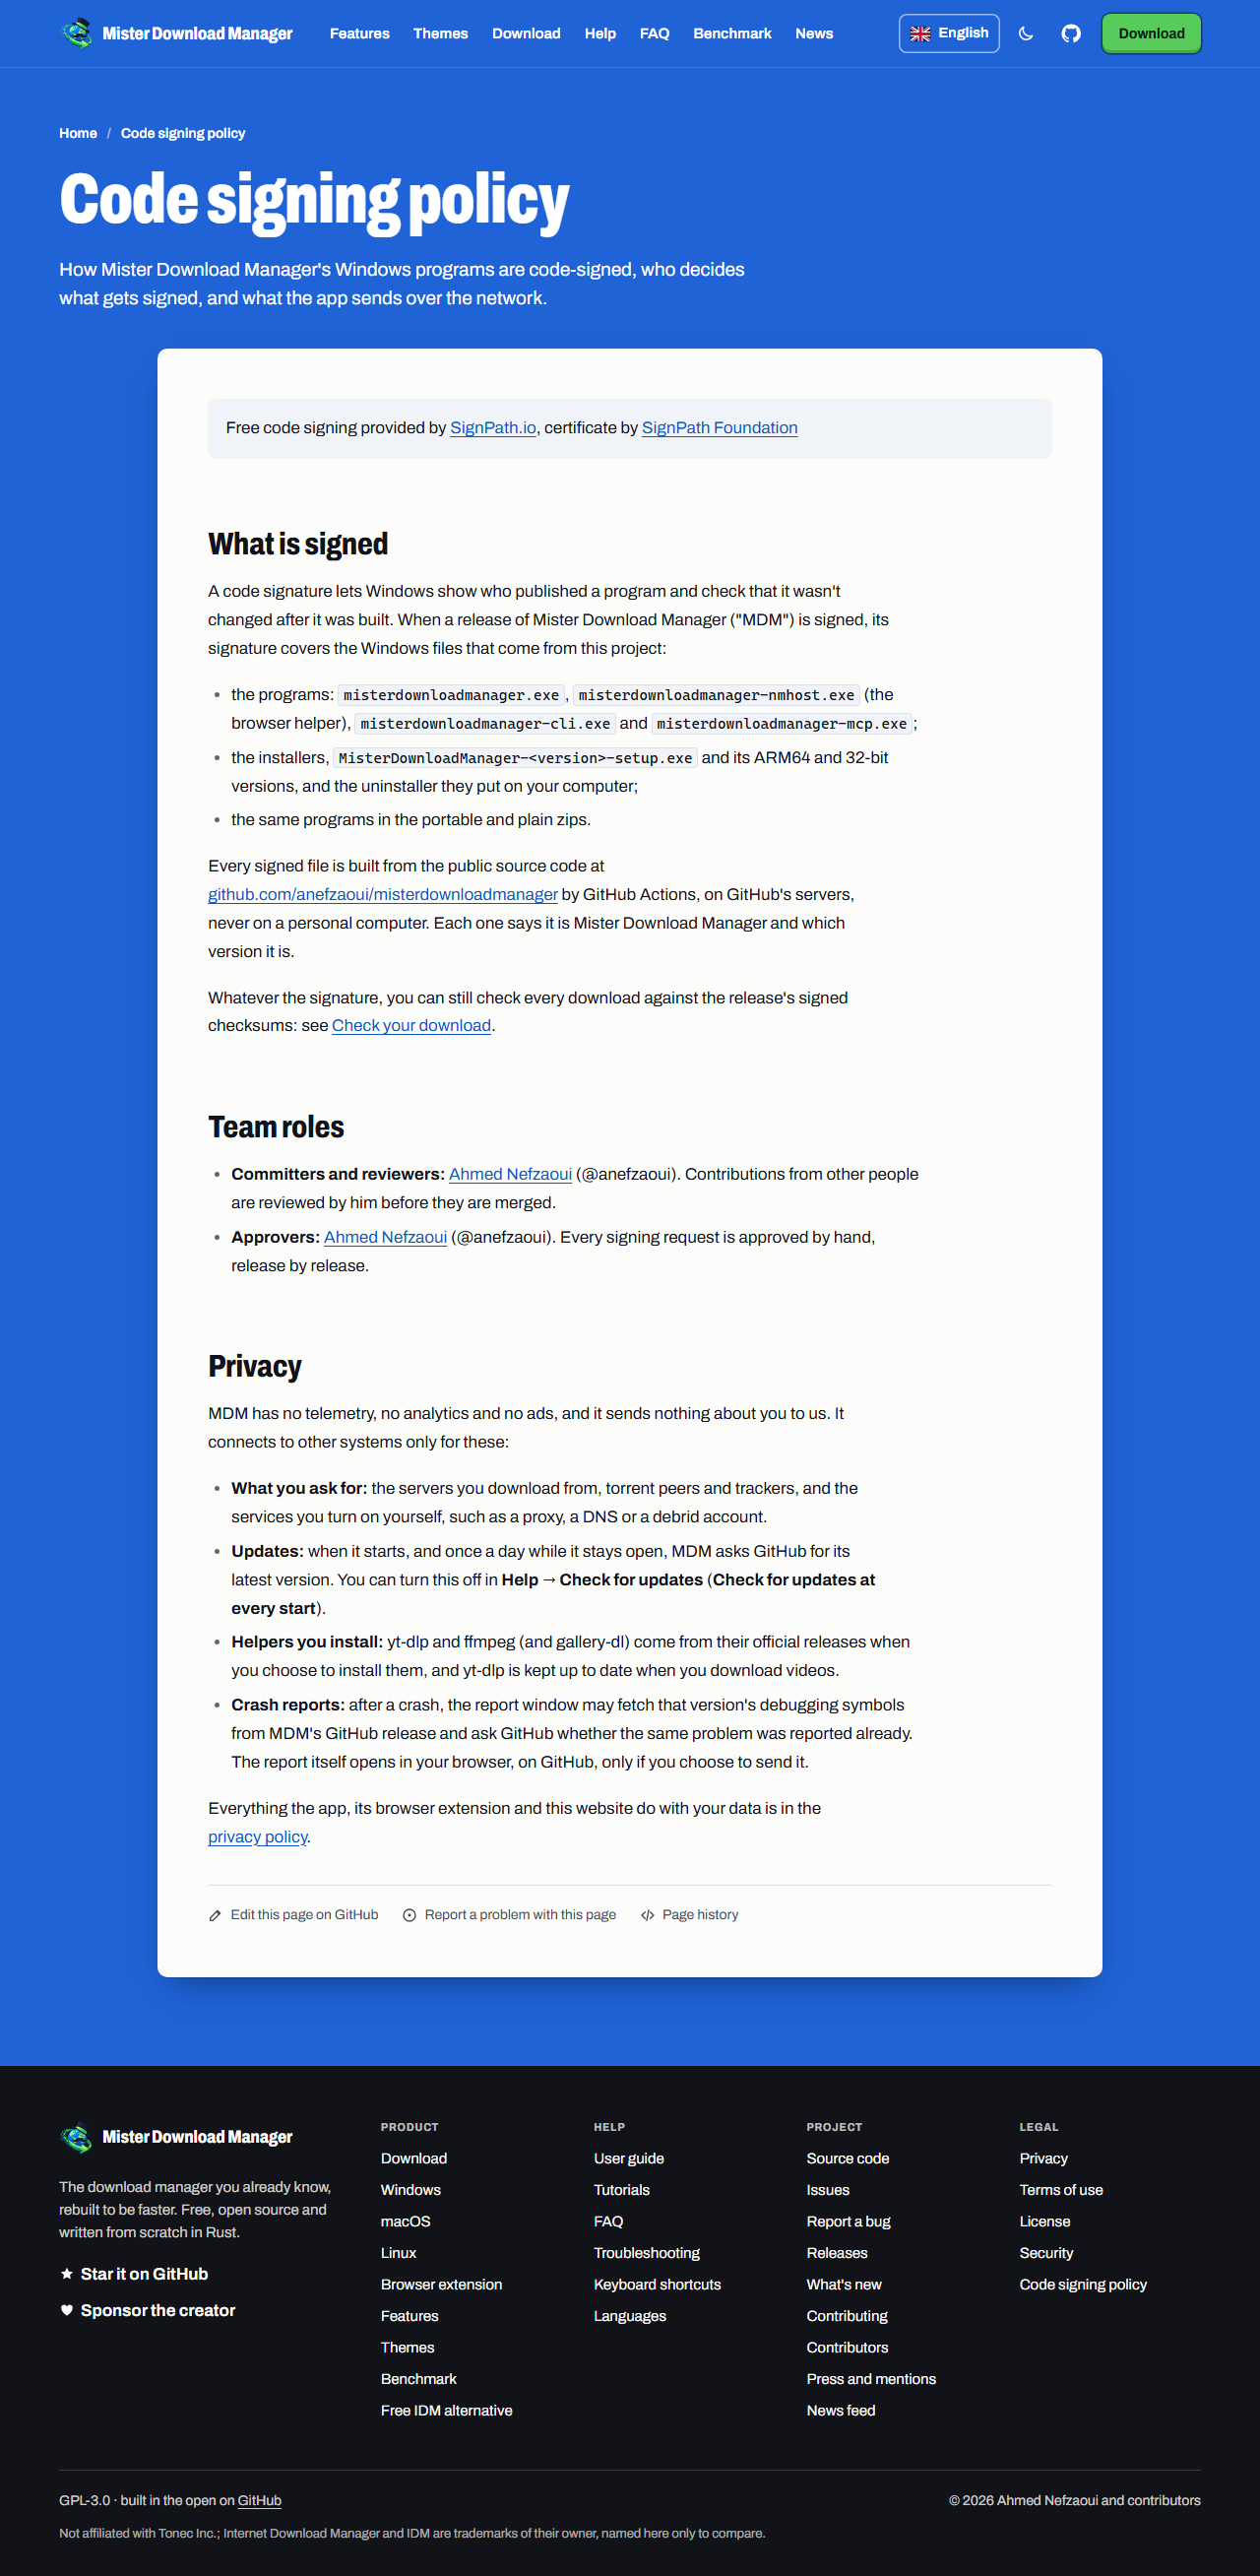 Mister Download Manager
Features
Themes
Download
Help
FAQ
Benchmark
News
English
Download
Home / Code signing policy
Code signing policy
How Mister Download Manager's Windows programs are code-signed, who decides
what gets signed, and what the app sends over the network.
Free code signing provided by SignPath.io, certificate by SignPath Foundation
What is signed
A code signature lets Windows show who published a program and check that it wasn't
changed after it was built. When a release of Mister Download Manager ("MDM") is signed, its
signature covers the Windows files that come from this project:
• the programs: misterdownloadmanager.exe, misterdownloadmanager-nmhost.exe (the
browser helper), misterdownloadmanager-cli.exe and misterdownloadmanager-mcp.exe;
• the installers, MisterDownloadManager-<version>-setup.exe and its ARM64 and 32-bit
versions, and the uninstaller they put on your computer;
• the same programs in the portable and plain zips.
Every signed file is built from the public source code at
github.com/anefzaoui/misterdownloadmanager by GitHub Actions, on GitHub's servers,
never on a personal computer. Each one says it is Mister Download Manager and which
version it is.
Whatever the signature, you can still check every download against the release's signed
checksums: see Check your download.
Team roles
• Committers and reviewers: Ahmed Nefzaoui (@anefzaoui). Contributions from other people
are reviewed by him before they are merged.
• Approvers: Ahmed Nefzaoui (@anefzaoui). Every signing request is approved by hand,
release by release.
Privacy
MDM has no telemetry, no analytics and no ads, and it sends nothing about you to us. It
connects to other systems only for these:
• What you ask for: the servers you download from, torrent peers and trackers, and the
services you turn on yourself, such as a proxy, a DNS or a debrid account.
• Updates: when it starts, and once a day while it stays open, MDM asks GitHub for its
latest version. You can turn this off in Help → Check for updates (Check for updates at
every start).
• Helpers you install: yt-dlp and ffmpeg (and gallery-dl) come from their official releases when
you choose to install them, and yt-dlp is kept up to date when you download videos.
• Crash reports: after a crash, the report window may fetch that version's debugging symbols
from MDM's GitHub release and ask GitHub whether the same problem was reported already.
The report itself opens in your browser, on GitHub, only if you choose to send it.
Everything the app, its browser extension and this website do with your data is in the
privacy policy.
Edit this page on GitHub
Report a problem with this page
Page history
Mister Download Manager
The download manager you already know,
rebuilt to be faster. Free, open source and
written from scratch in Rust.
Star it on GitHub
Sponsor the creator
PRODUCT
Download
Windows
macOS
Linux
Browser extension
Features
Themes
Benchmark
Free IDM alternative
HELP
User guide
Tutorials
FAQ
Troubleshooting
Keyboard shortcuts
Languages
PROJECT
Source code
Issues
Report a bug
Releases
What's new
Contributing
Contributors
Press and mentions
News feed
LEGAL
Privacy
Terms of use
License
Security
Code signing policy
GPL-3.0 · built in the open on GitHub
© 2026 Ahmed Nefzaoui and contributors
Not affiliated with Tonec Inc.; Internet Download Manager and IDM are trademarks of their owner, named here only to compare.